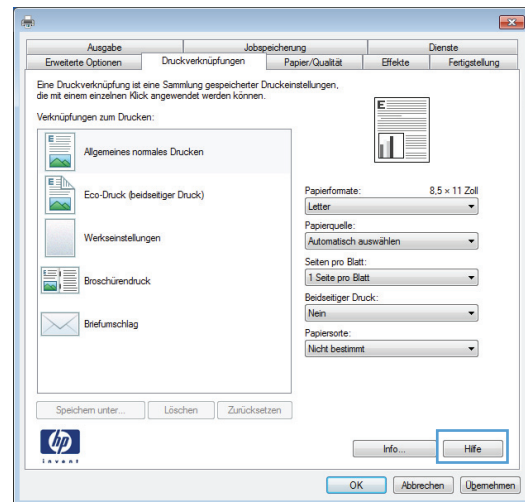 Ausgabe
Jobspeicherung
Dienste
Erweiterte Optionen
Druckverknüpfungen
Papier/Qualität
Effekte
Fertigstellung
Eine Druckverknüpfung ist eine Sammlung gespeicherter Druckeinstellungen,
die mit einem einzelnen Klick angewendet werden können.
Verknüpfungen zum Drucken:
Allgemeines normales Drucken
Eco-Druck (beidseitiger Druck)
Werkseinstellungen
Broschürendruck
Briefumschlag
E
Papierformate: 8,5 × 11 Zoll
Letter
Papierquelle:
Automatisch auswählen
Seiten pro Blatt:
1 Seite pro Blatt
Beidseitiger Druck:
Nein
Papiersorte:
Nicht bestimmt
Speichern unter...
Löschen
Zurücksetzen
hp
invent
Info...
Hilfe
OK
Abbrechen
Übernehmen